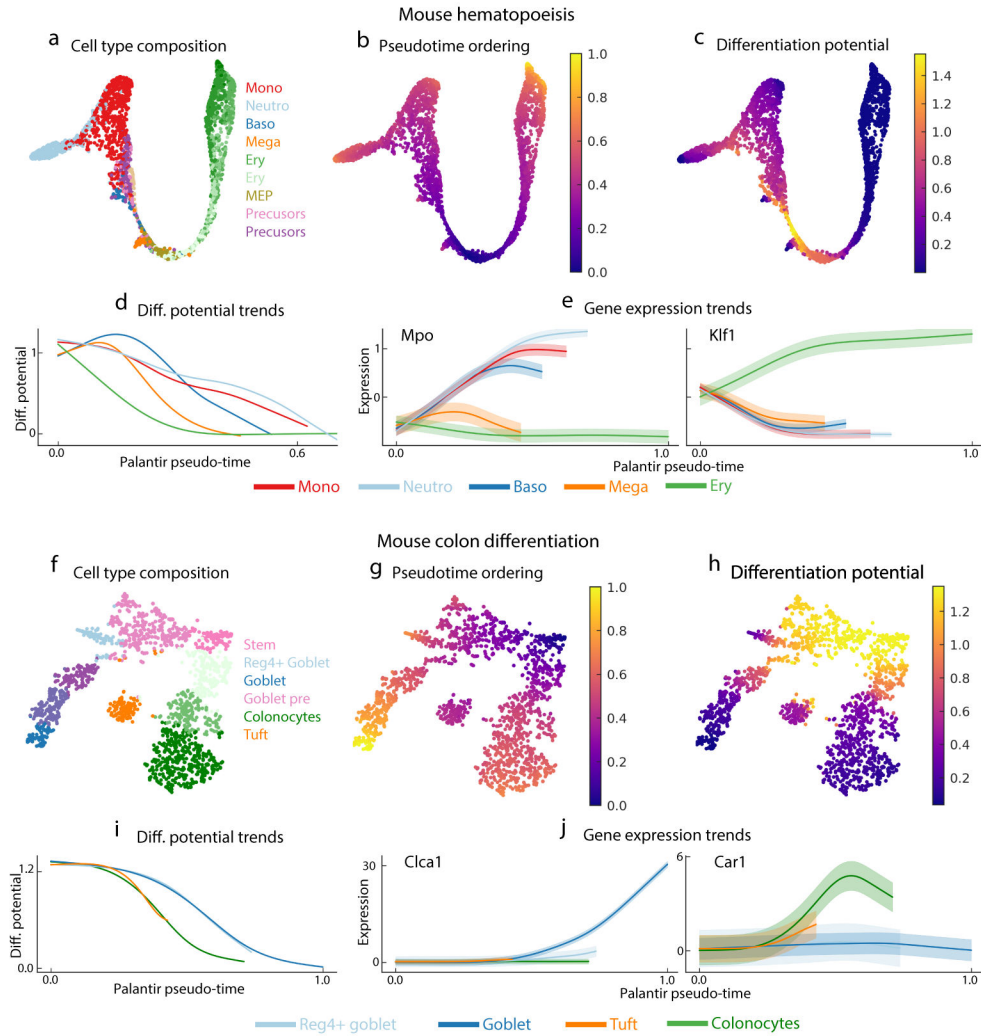 Mouse hematopoeisis
a Cell type composition
b Pseudotime ordering
c Differentiation potential
Mono
Neutro
Baso
Mega
Ery
Ery
MEP
Precusors
Precusors
1.0
0.8
0.6
0.4
0.2
0.0
1.4
1.2
1.0
0.8
0.6
0.4
0.2
d Diff. potential trends
e Gene expression trends
Diff. potential
1
0
0.0
0.6
Palantir pseudo-time
Mpo
Expression
1
0
0.0
1.0
Klf1
0.0
1.0
Palantir pseudo-time
Mono Neutro Baso Mega Ery
Mouse colon differentiation
f Cell type composition
g Pseudotime ordering
h Differentiation potential
Stem
Reg4+ Goblet
Goblet
Goblet pre
Colonocytes
Tuft
1.0
0.8
0.6
0.4
0.2
0.0
1.2
1.0
0.8
0.6
0.4
0.2
i Diff. potential trends
j Gene expression trends
Diff. potential
1.2
0.0
0.0
1.0
Palantir pseudo-time
Clca1
Expression
30
0
0.0
1.0
Car1
6
0
0.0
1.0
Palantir pseudo-time
Reg4+ goblet Goblet Tuft Colonocytes